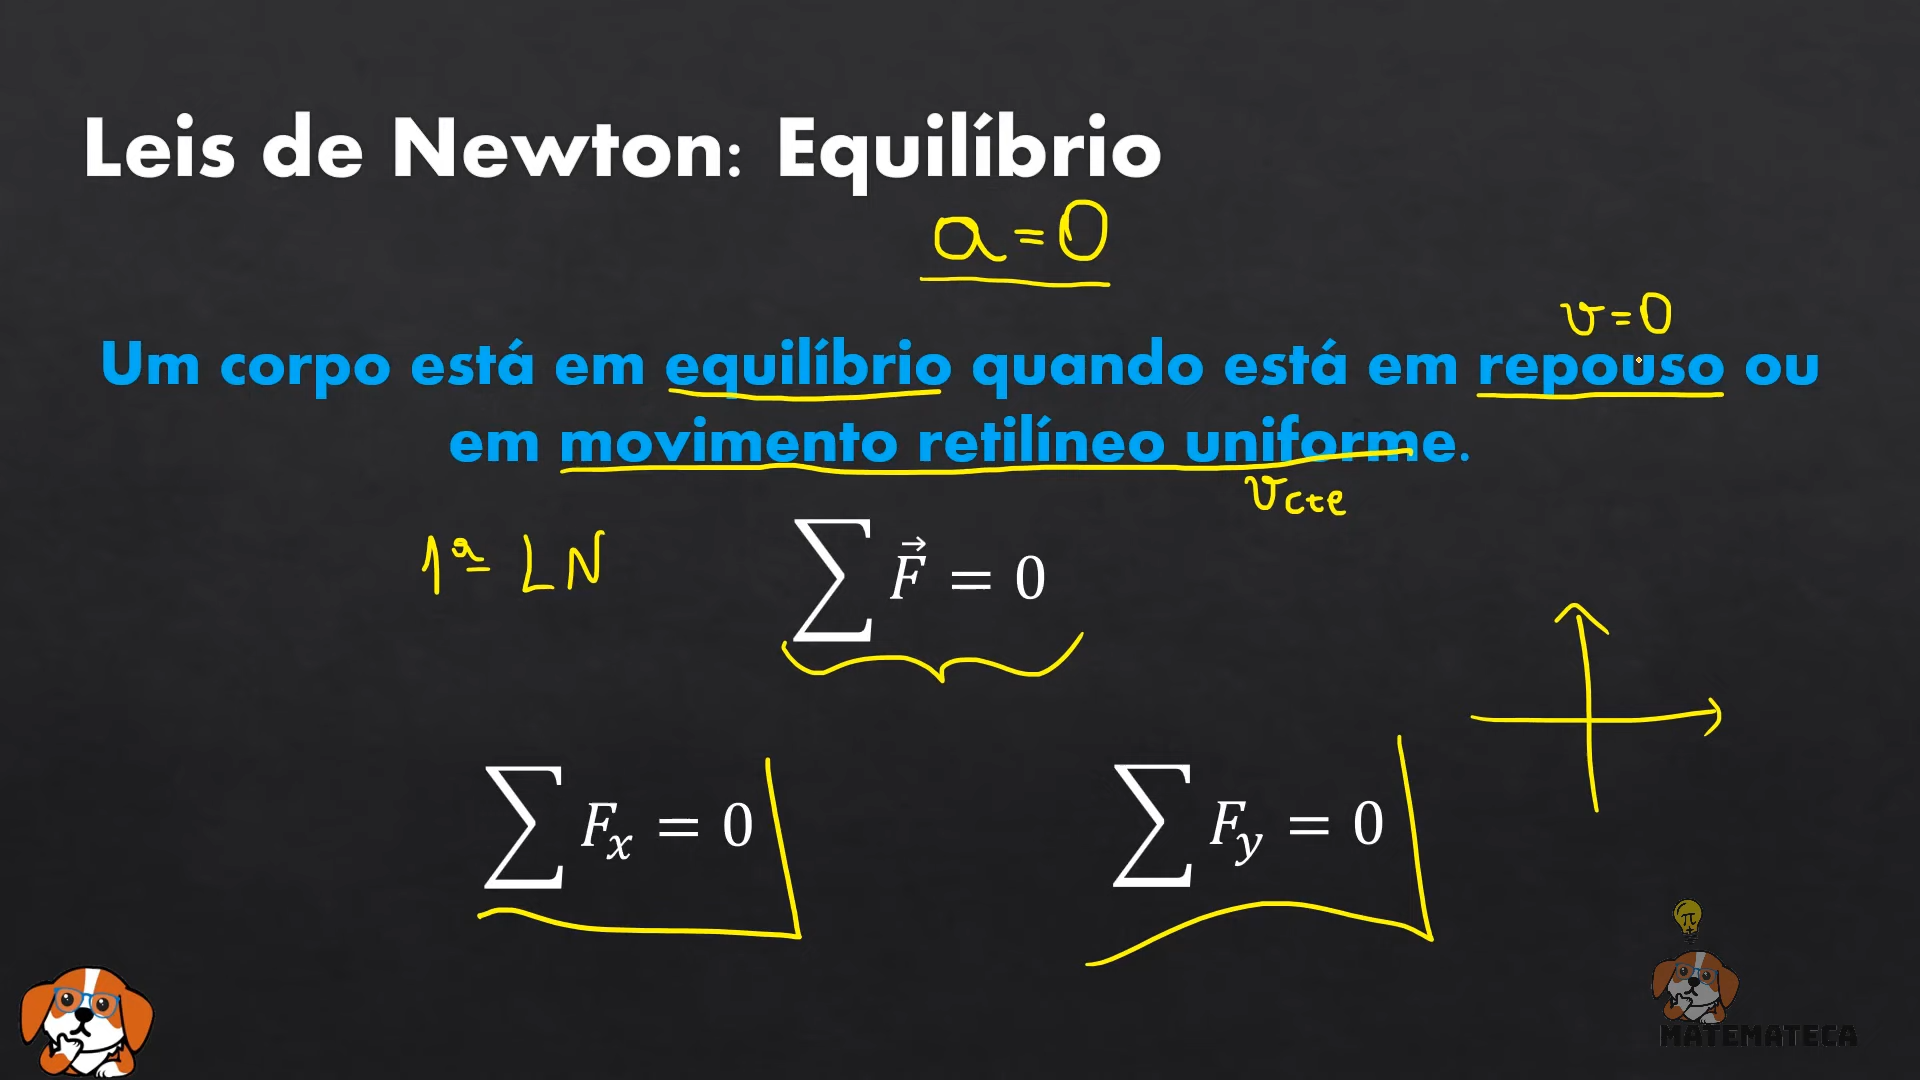 Leis de Newton: Equilíbrio
a=0
v=0
Um corpo está em equilíbrio quando está em repouso ou
em movimento retilíneo uniforme.
vcte
1ª LN
∑F⃗ = 0
∑Fx = 0
∑Fy = 0
π
MATEMATECA